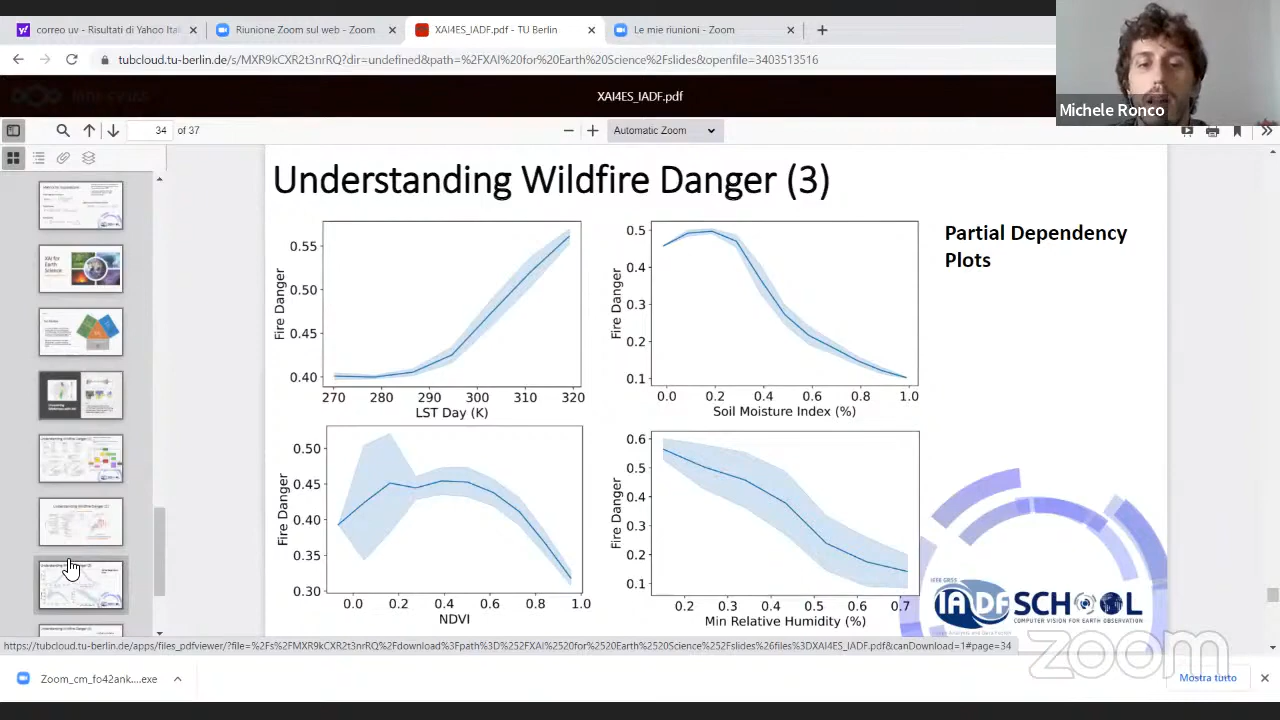 correo uv - Risultati di Yahoo Ital
Riunione Zoom sul web - Zoom
XAI4ES_IADF.pdf - TU Berlin
Le mie riunioni - Zoom
tubcloud.tu-berlin.de/s/MXR9kCXR2t3nrRQ?dir=undefined&path=%2FXAI%20for%20Earth%20Science%2Fslides&openfile=3403513516
XAI4ES_IADF.pdf
Michele Ronco
34 of 37
Automatic Zoom
Understanding Wildfire Danger (3)
Partial Dependency
Plots
Fire Danger
0.55
0.50
0.45
0.40
270 280 290 300 310 320
LST Day (K)
Fire Danger
0.5
0.4
0.3
0.2
0.1
0.0 0.2 0.4 0.6 0.8 1.0
Soil Moisture Index (%)
Fire Danger
0.50
0.45
0.40
0.35
0.30
0.0 0.2 0.4 0.6 0.8 1.0
NDVI
Fire Danger
0.6
0.5
0.4
0.3
0.2
0.1
0.2 0.3 0.4 0.5 0.6 0.7
Min Relative Humidity (%)
IEEE GRSS
IADF SCHOOL
COMPUTER VISION FOR EARTH OBSERVATION
zoom
https://tubcloud.tu-berlin.de/apps/files_pdfviewer/?file=%2Fs%2FMXR9kCXR2t3nrRQ%2Fdownload%3Fpath%3D%252FXAI%2520for%2520Earth%2520Science%252Fslides%26files%3DXAI4ES_IADF.pdf&canDownload=1#page=34
Zoom_cm_fo42ank....exe
Mostra tutto